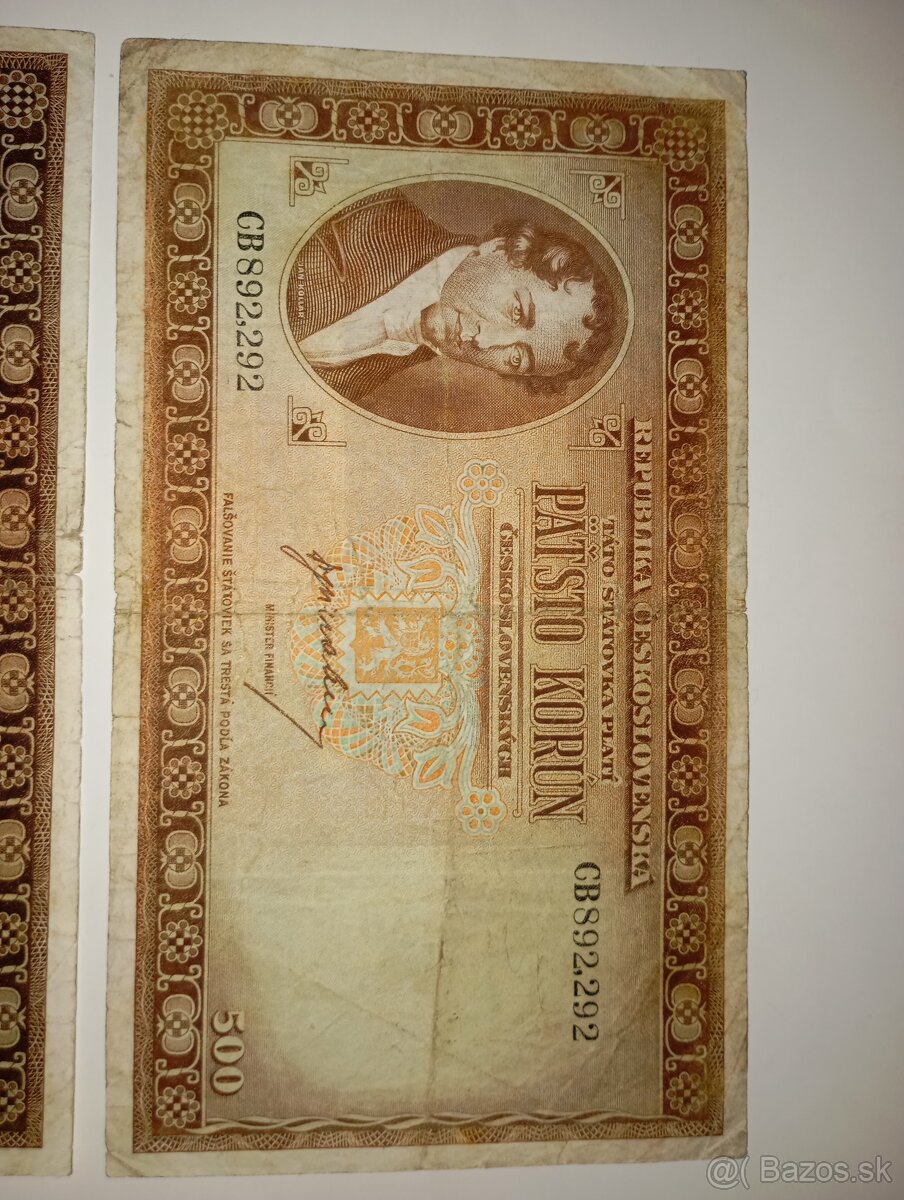 REPUBLIKA ČESKOSLOVENSKÁ
TÁTO ŠTÁTOVKA PLATÍ
PÄŤSTO KORÚN
ČESKOSLOVENSKÝCH
CB892,292
CB892,292
JÁN KOLLÁR
MINISTER FINANCIÍ
FALŠOVANIE ŠTÁTOVIEK SA TRESTÁ PODĽA ZÁKONA
500
@( Bazos.sk